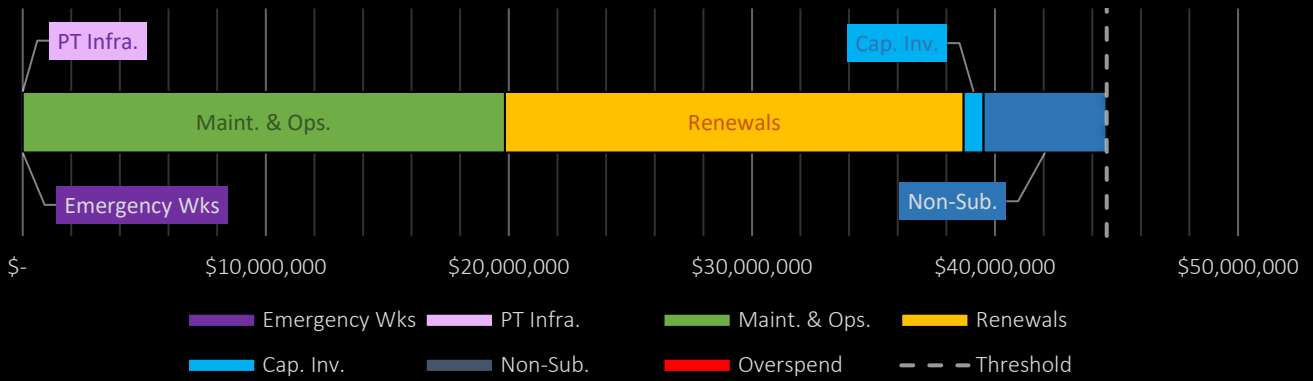 PT Infra.
Cap. Inv.
Maint. & Ops.
Renewals
Emergency Wks
Non-Sub.
$-
$10,000,000
$20,000,000
$30,000,000
$40,000,000
$50,000,000
Emergency Wks
PT Infra.
Maint. & Ops.
Renewals
Cap. Inv.
Non-Sub.
Overspend
Threshold